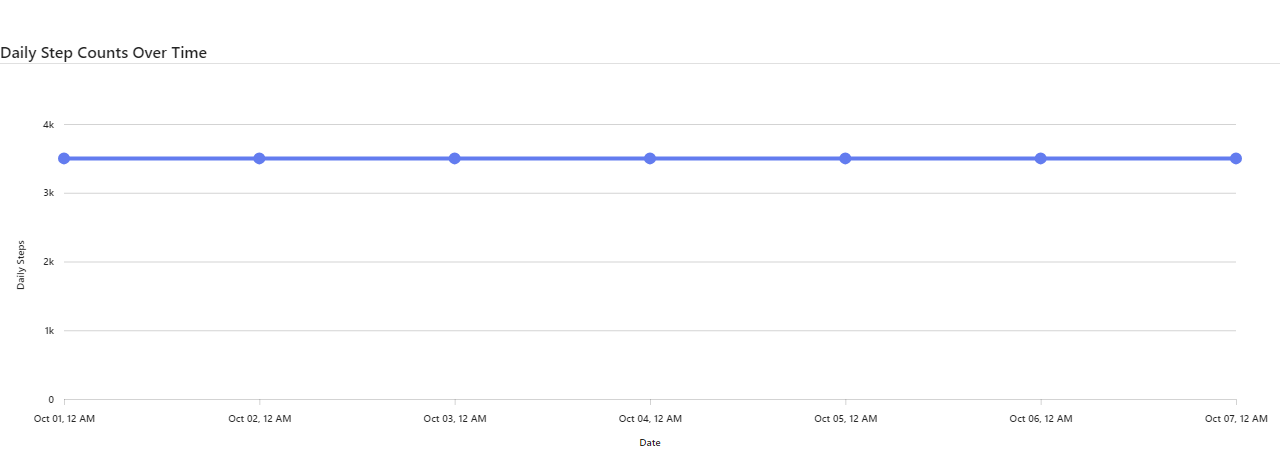 Daily Step Counts Over Time
4k
3k
2k
1k
0
Daily Steps
Oct 01, 12 AM
Oct 02, 12 AM
Oct 03, 12 AM
Oct 04, 12 AM
Oct 05, 12 AM
Oct 06, 12 AM
Oct 07, 12 AM
Date